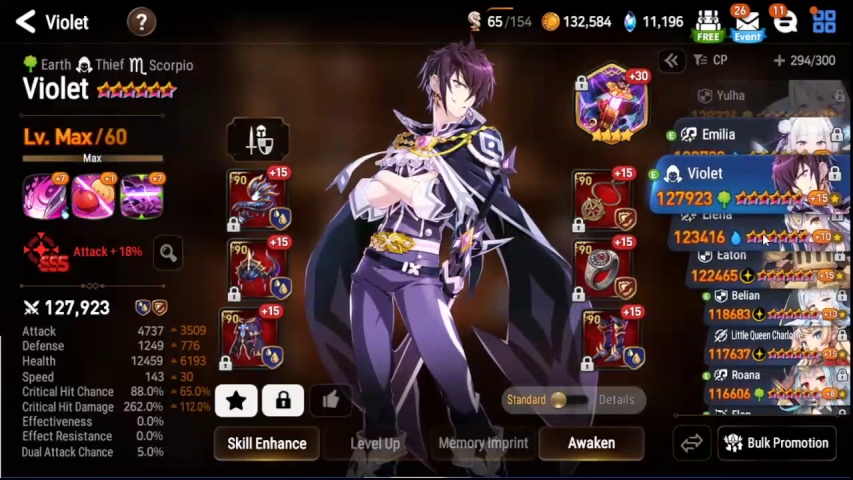 Violet
?
65/154
132,584
11,196
FREE
26
Event
11
Earth Thief Scorpio
Violet
Lv. Max/60
Max
+7
+1
+7
SSS
Attack + 18%
127,923
Attack 4737 3509
Defense 1249 776
Health 12459 6193
Speed 143 30
Critical Hit Chance 88.0% 65.0%
Critical Hit Damage 262.0% 112.0%
Effectiveness 0.0%
Effect Resistance 0.0%
Dual Attack Chance 5.0%
90 +15
90 +15
90 +15
+30
90 +15
90 +15
90 +15
IX
Standard
Details
Skill Enhance
Level Up
Memory Imprint
Awaken
CP
294/300
Yulha
Emilia
Violet
127923
+15
123416
+10
Eaton
122465
+15
Belian
118683
Little Queen Charlo
117637
+15
Roana
116606
+8
Bulk Promotion